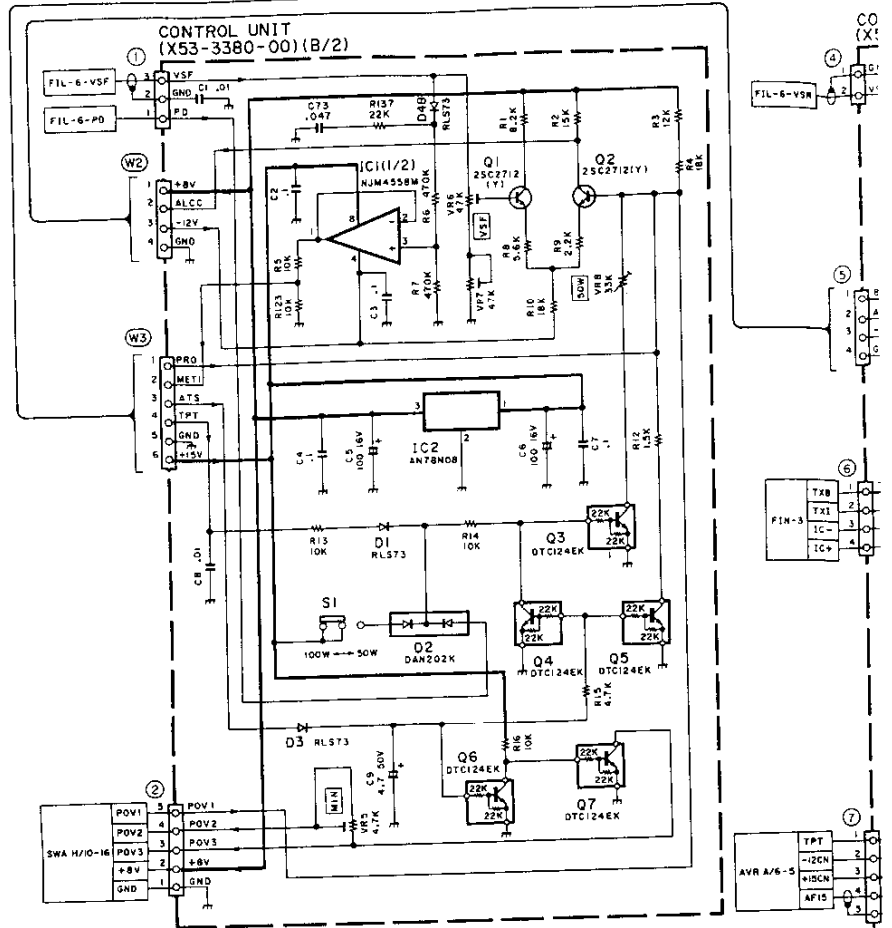 CONTROL UNIT
(X53-3380-00)(B/2)
1
FIL-6-VSF
3 VSF
2 GND
C1 .01
FIL-6-PD
1 PD
C73
.047
R137
22K
D48
RLS73
R1
8.2K
R2
15K
R3
12K
R4
18K
W2
1 +8V
2 ALCC
3 -12V
4 GND
C2
.1
IC1(1/2)
NJM4558M
8
1
2
3
4
-
+
R6
470K
VR6
47K
VSF
Q1
2SC2712
(Y)
Q2
2SC2712(Y)
R5
10K
R123
10K
C3 .1
R7
470K
VR7
47K
R8
5.6K
R9
2.2K
R10
18K
50W
VR8
33K
W3
1 PRO
2 MET1
3 ATS
4 TPT
5 GND
6 +15V
C4
.1
C5
100 16V
+
3
1
2
IC2
AN78N08
C6
100 16V
+
C7
.1
R12
1.5K
C8 .01
R13
10K
D1
RLS73
R14
10K
Q3
DTC124EK
22K
22K
S1
100W ↔ 50W
D2
DAN202K
22K
22K
Q4
DTC124EK
22K
22K
Q5
DTC124EK
R15
4.7K
D3 RLS73
C9
4.7 50V
+
R16
10K
Q6
DTC124EK
22K
22K
22K
22K
Q7
DTC124EK
MIN
VR5
4.7K
2
SWA H/10-16
POV1 5 POV1
POV2 4 POV2
POV3 3 POV3
+8V 2 +8V
GND 1 GND
CO
(X5
4
FIL-6-VSR
1
2
5
1
2
3
4
6
FIN-3
TXB 1
TXI 2
IC- 3
IC+ 4
7
AVR A/6-5
TPT 1
-12CN 2
+15CN 3
AF15 4
5